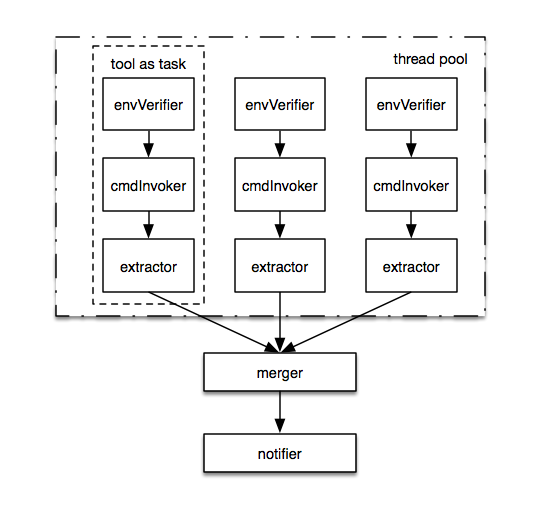 thread pool
tool as task
envVerifier
envVerifier
envVerifier
cmdInvoker
cmdInvoker
cmdInvoker
extractor
extractor
extractor
merger
notifier